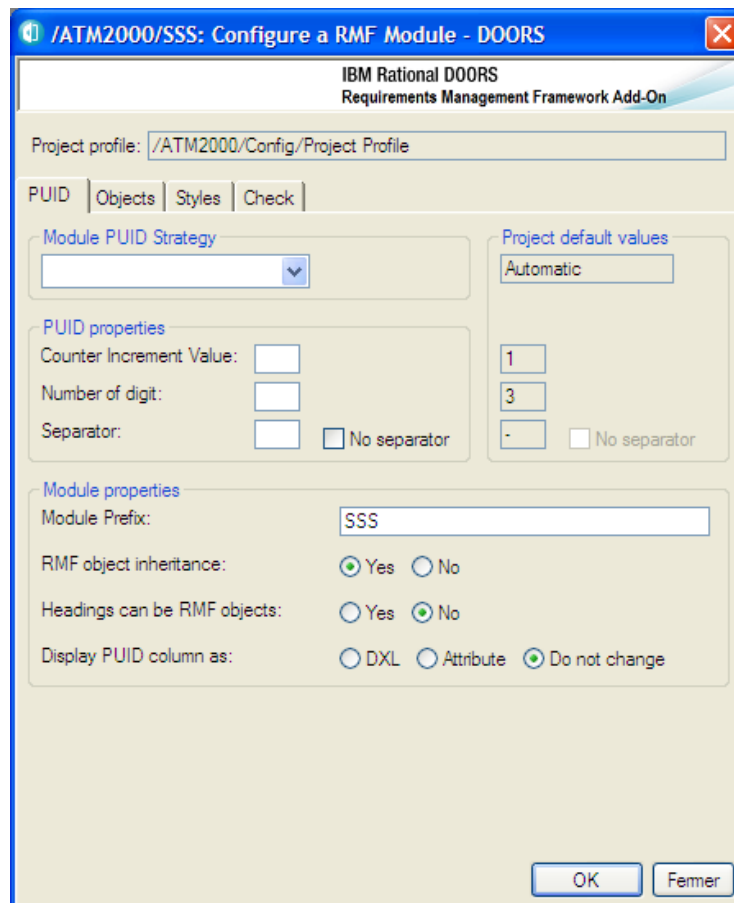 /ATM2000/SSS: Configure a RMF Module - DOORS
IBM Rational DOORS
Requirements Management Framework Add-On
Project profile: /ATM2000/Config/Project Profile
PUID Objects Styles Check
Module PUID Strategy
Project default values
Automatic
PUID properties
Counter Increment Value: 1
Number of digit: 3
Separator: No separator - No separator
Module properties
Module Prefix: SSS
RMF object inheritance: Yes No
Headings can be RMF objects: Yes No
Display PUID column as: DXL Attribute Do not change
OK Fermer